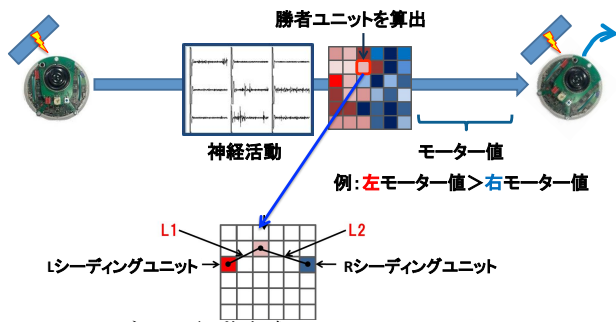 勝者ユニットを算出
神経活動
モーター値
例:左モーター値>右モーター値
L1
L2
Lシーディングユニット
Rシーディングユニット